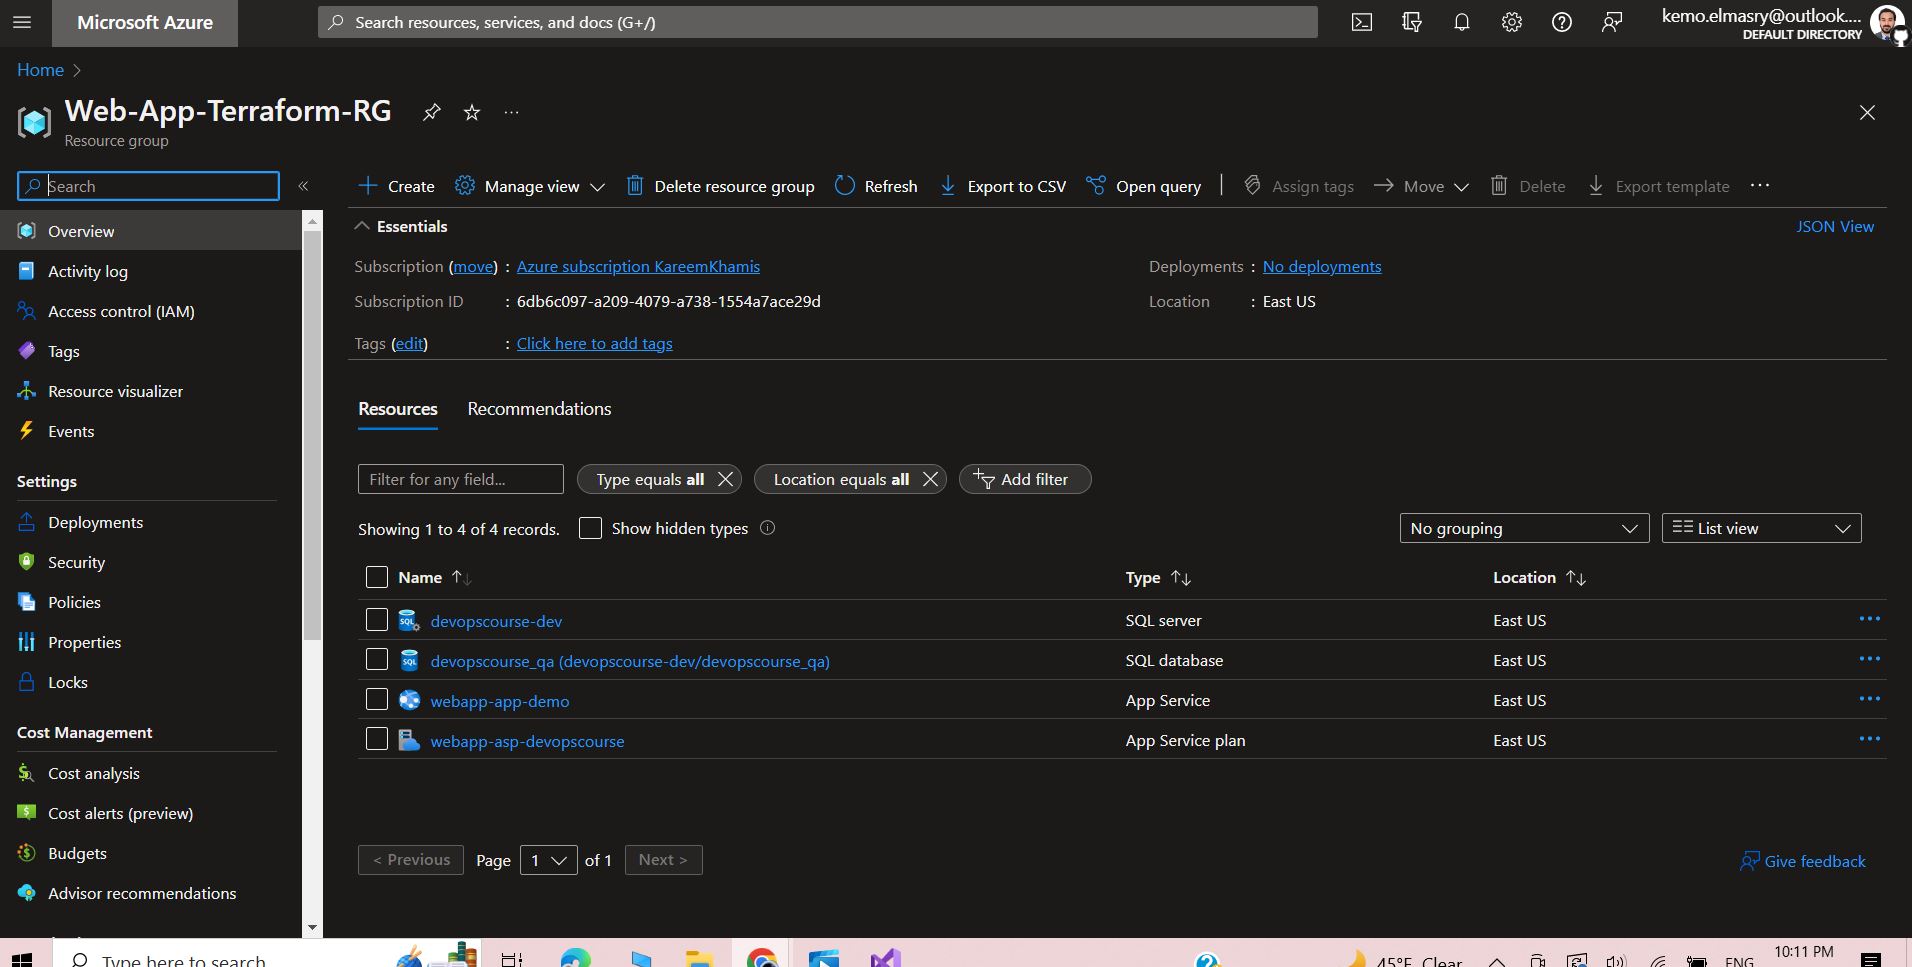 Microsoft Azure
Search resources, services, and docs (G+/)
kemo.elmasry@outlook....
DEFAULT DIRECTORY
Home
Web-App-Terraform-RG
Resource group
Search
Create
Manage view
Delete resource group
Refresh
Export to CSV
Open query
Assign tags
Move
Delete
Export template
Overview
Activity log
Access control (IAM)
Tags
Resource visualizer
Events
Settings
Deployments
Security
Policies
Properties
Locks
Cost Management
Cost analysis
Cost alerts (preview)
Budgets
Advisor recommendations
Essentials
JSON View
Subscription (move) : Azure subscription KareemKhamis
Deployments : No deployments
Subscription ID : 6db6c097-a209-4079-a738-1554a7ace29d
Location : East US
Tags (edit) : Click here to add tags
Resources
Recommendations
Filter for any field...
Type equals all
Location equals all
Add filter
Showing 1 to 4 of 4 records.
Show hidden types
No grouping
List view
Name
Type
Location
devopscourse-dev
SQL server
East US
devopscourse_qa (devopscourse-dev/devopscourse_qa)
SQL database
East US
webapp-app-demo
App Service
East US
webapp-asp-devopscourse
App Service plan
East US
< Previous
Page
1
of 1
Next >
Give feedback
Type here to search
45°F Clear
ENG
10:11 PM